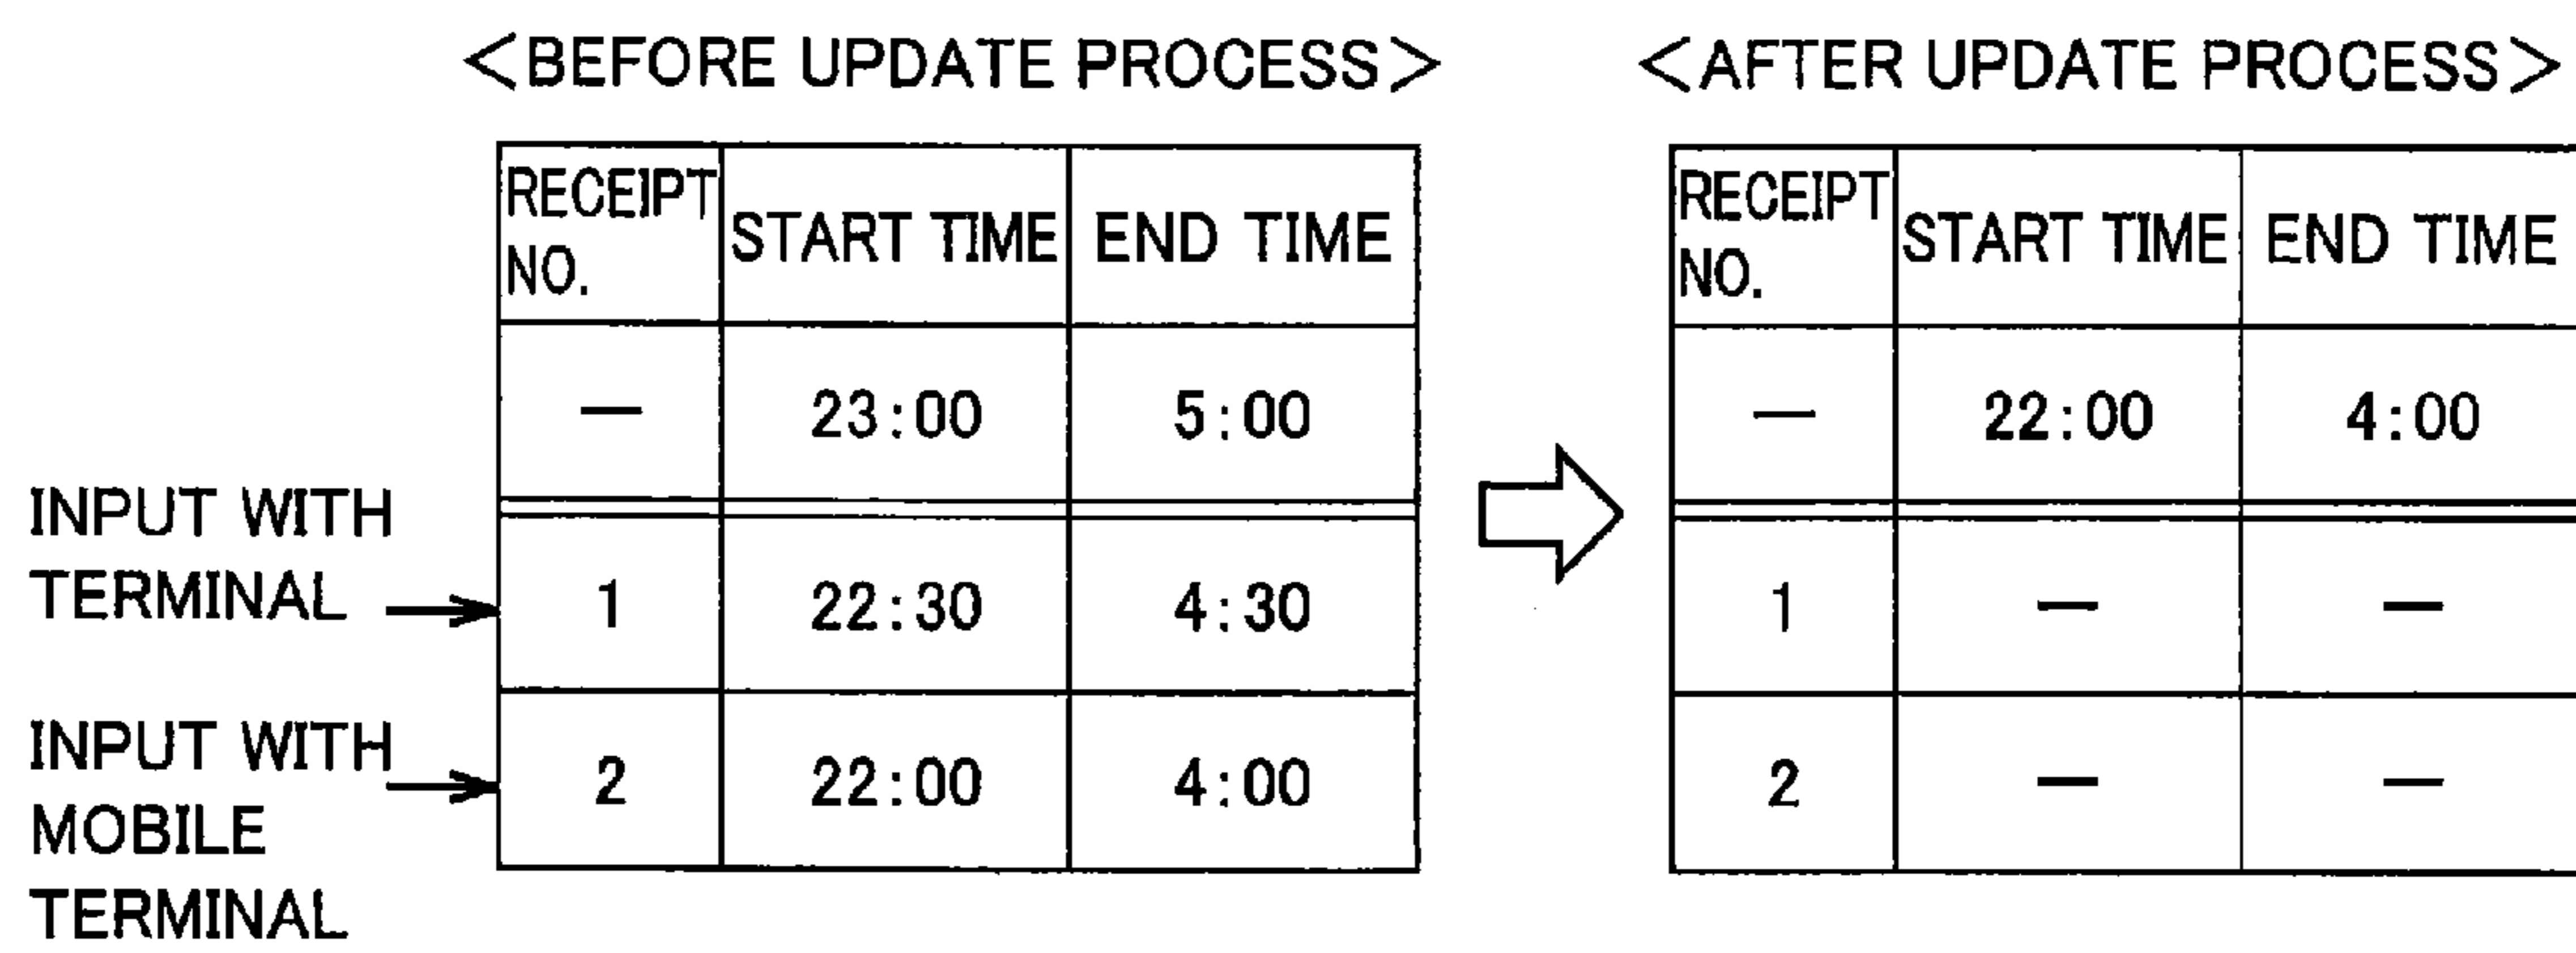 <BEFORE UPDATE PROCESS>
RECEIPT NO. START TIME END TIME
— 23:00 5:00
INPUT WITH TERMINAL
1 22:30 4:30
INPUT WITH MOBILE TERMINAL
2 22:00 4:00
<AFTER UPDATE PROCESS>
RECEIPT NO. START TIME END TIME
— 22:00 4:00
1 — —
2 — —